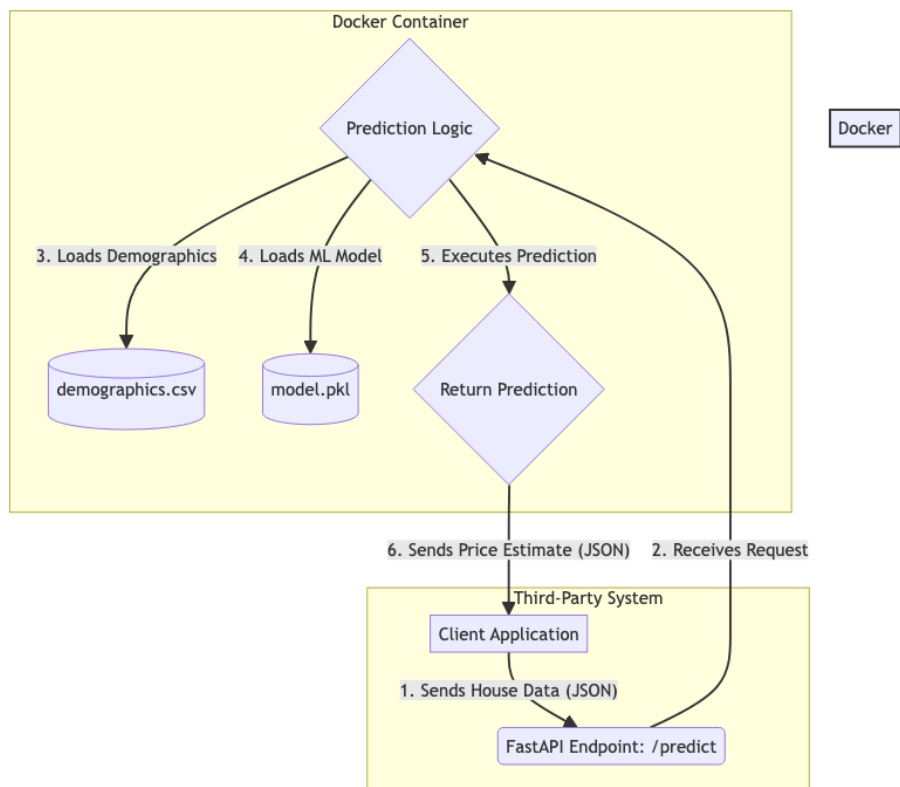 Docker Container
Prediction Logic
Docker
3. Loads Demographics
4. Loads ML Model
5. Executes Prediction
demographics.csv
model.pkl
Return Prediction
6. Sends Price Estimate (JSON)
2. Receives Request
Third-Party System
Client Application
1. Sends House Data (JSON)
FastAPI Endpoint: /predict